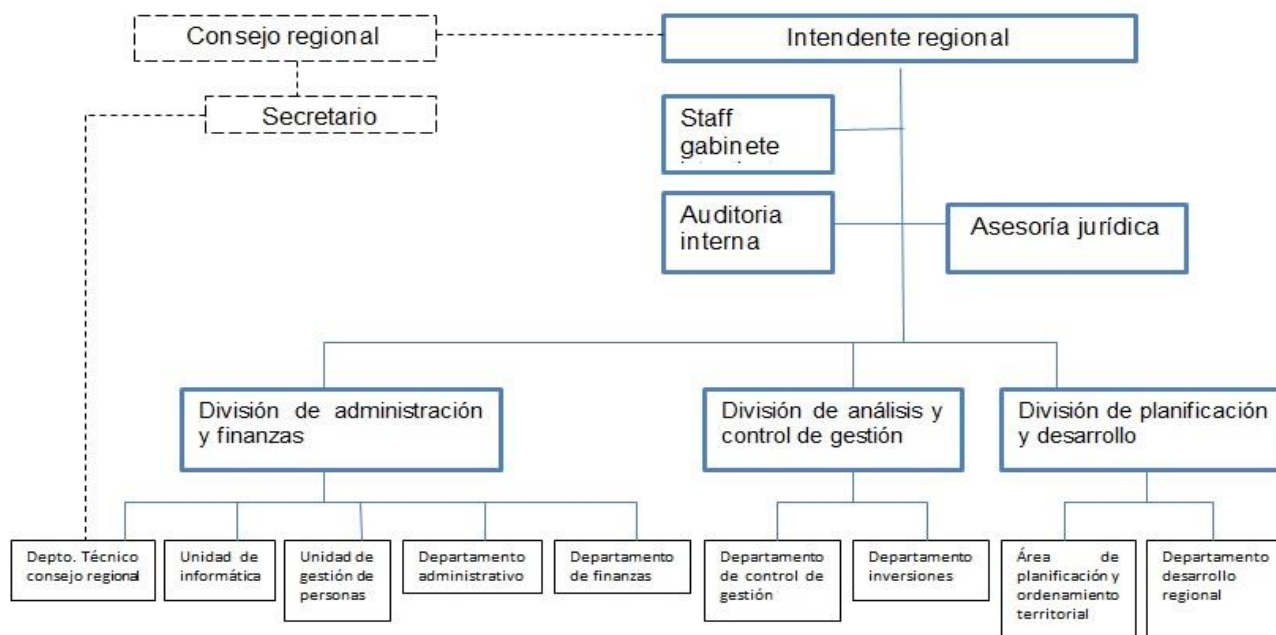 Consejo regional
Intendente regional
Secretario
Staff
gabinete
Auditoria
interna
Asesoría jurídica
División de administración
y finanzas
División de análisis y
control de gestión
División de planificación
y desarrollo
Depto. Técnico
consejo regional
Unidad de
informática
Unidad de
gestión de
personas
Departamento
administrativo
Departamento
de finanzas
Departamento
de control de
gestión
Departamento
inversiones
Área de
planificación y
ordenamiento
territorial
Departamento
desarrollo
regional